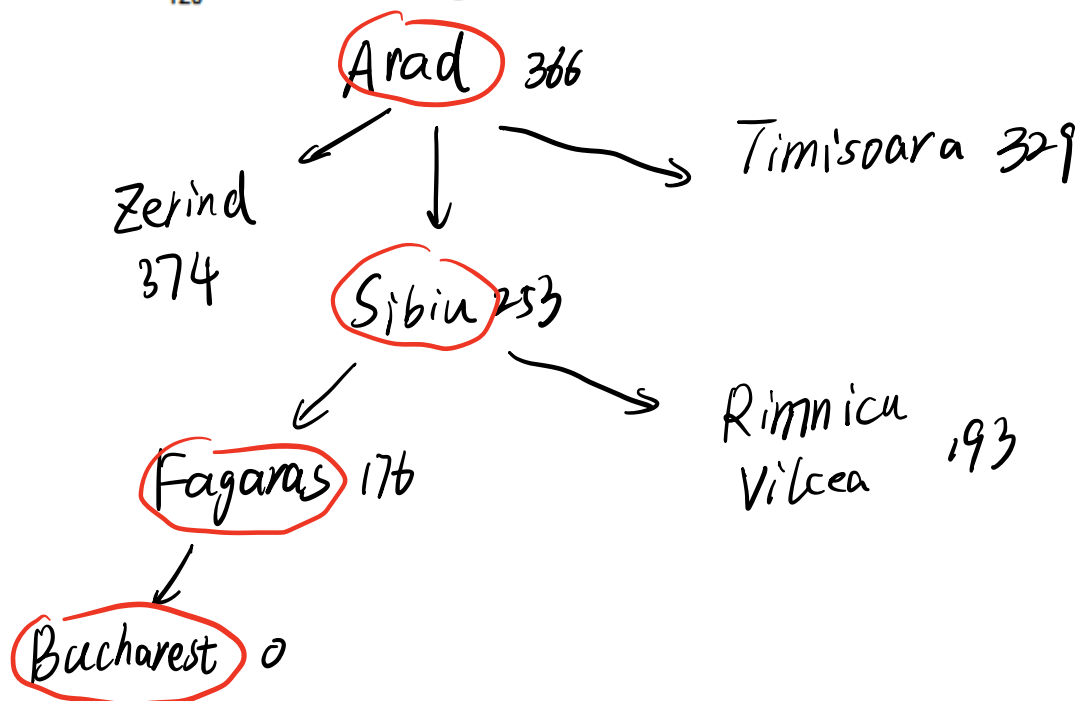 Arad 366
Timisoara 329
Zerind
374
Sibiu 253
Rimnicu
Vilcea 193
Fagaras 176
Bucharest 0